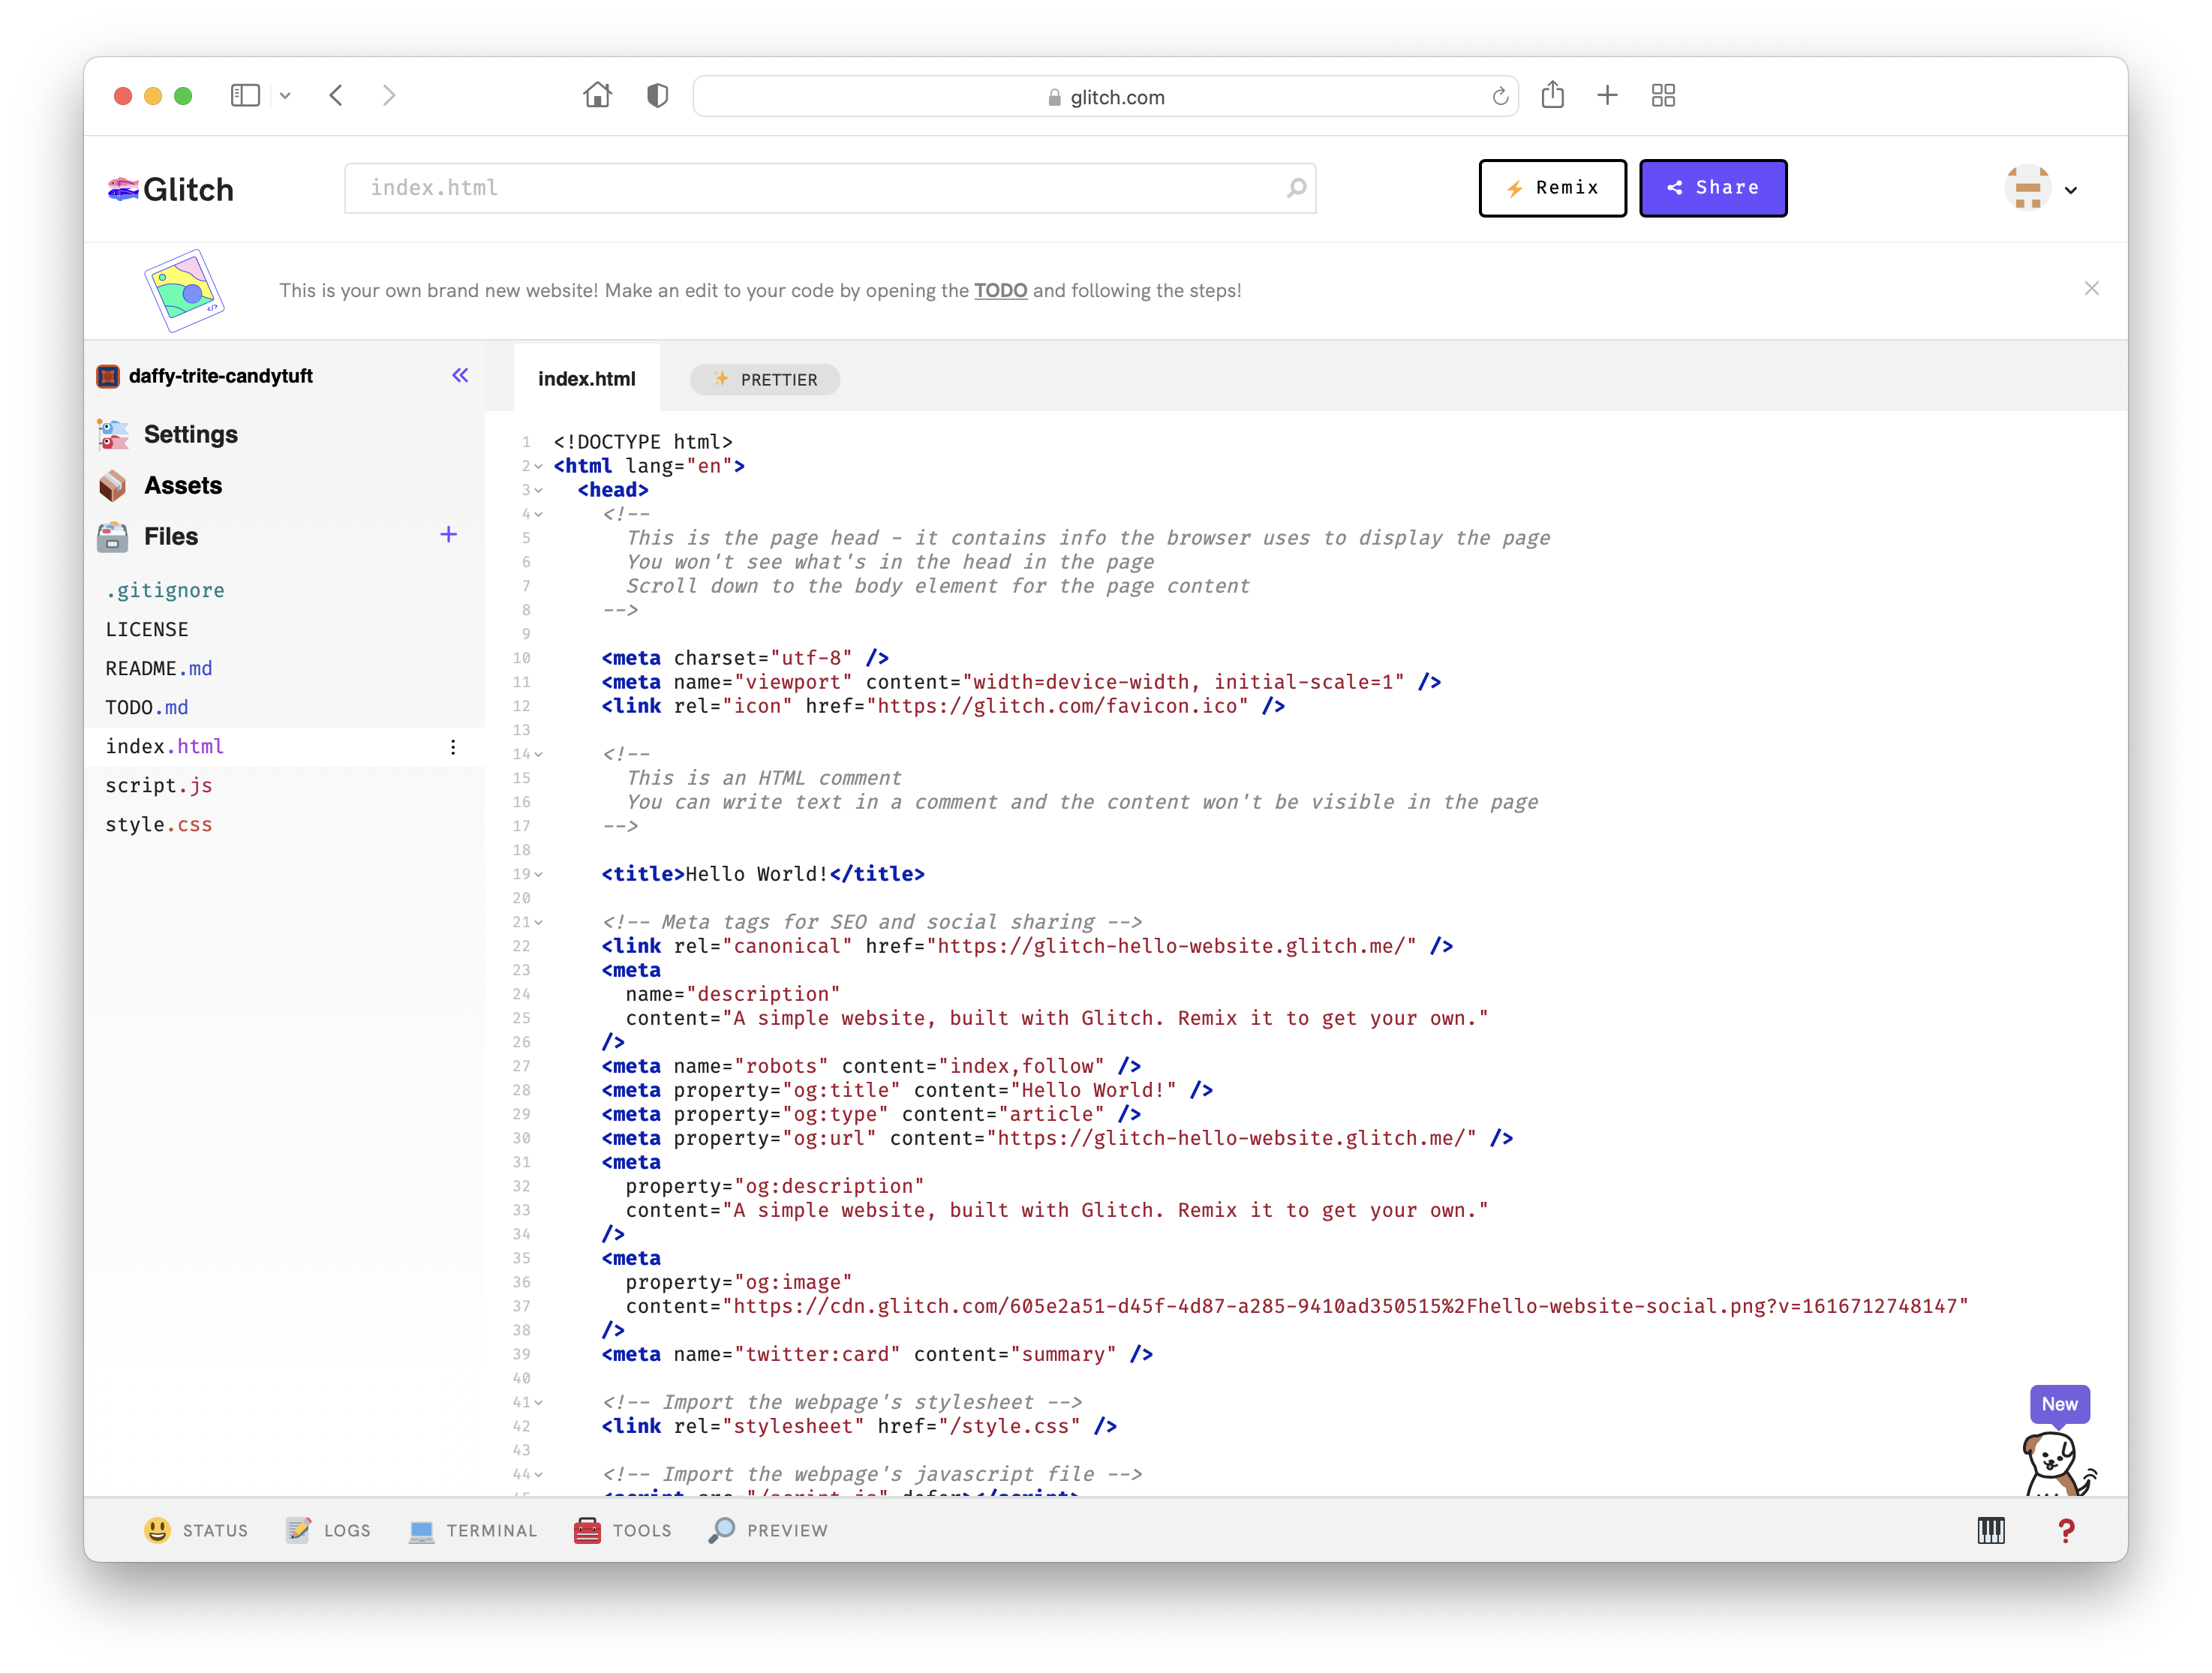 glitch.com
Glitch
index.html
Remix
Share
This is your own brand new website! Make an edit to your code by opening the TODO and following the steps!
daffy-trite-candytuft
Settings
Assets
Files
.gitignore
LICENSE
README.md
TODO.md
index.html
script.js
style.css
index.html
PRETTIER
1 <!DOCTYPE html>
2 <html lang="en">
3 <head>
4 <!--
5 This is the page head - it contains info the browser uses to display the page
6 You won't see what's in the head in the page
7 Scroll down to the body element for the page content
8 -->
9
10 <meta charset="utf-8" />
11 <meta name="viewport" content="width=device-width, initial-scale=1" />
12 <link rel="icon" href="https://glitch.com/favicon.ico" />
13
14 <!--
15 This is an HTML comment
16 You can write text in a comment and the content won't be visible in the page
17 -->
18
19 <title>Hello World!</title>
20
21 <!-- Meta tags for SEO and social sharing -->
22 <link rel="canonical" href="https://glitch-hello-website.glitch.me/" />
23 <meta
24 name="description"
25 content="A simple website, built with Glitch. Remix it to get your own."
26 />
27 <meta name="robots" content="index,follow" />
28 <meta property="og:title" content="Hello World!" />
29 <meta property="og:type" content="article" />
30 <meta property="og:url" content="https://glitch-hello-website.glitch.me/" />
31 <meta
32 property="og:description"
33 content="A simple website, built with Glitch. Remix it to get your own."
34 />
35 <meta
36 property="og:image"
37 content="https://cdn.glitch.com/605e2a51-d45f-4d87-a285-9410ad350515%2Fhello-website-social.png?v=1616712748147"
38 />
39 <meta name="twitter:card" content="summary" />
40
41 <!-- Import the webpage's stylesheet -->
42 <link rel="stylesheet" href="/style.css" />
43
44 <!-- Import the webpage's javascript file -->
45 <script src="/script.js" defer></script>
New
STATUS
LOGS
TERMINAL
TOOLS
PREVIEW
?